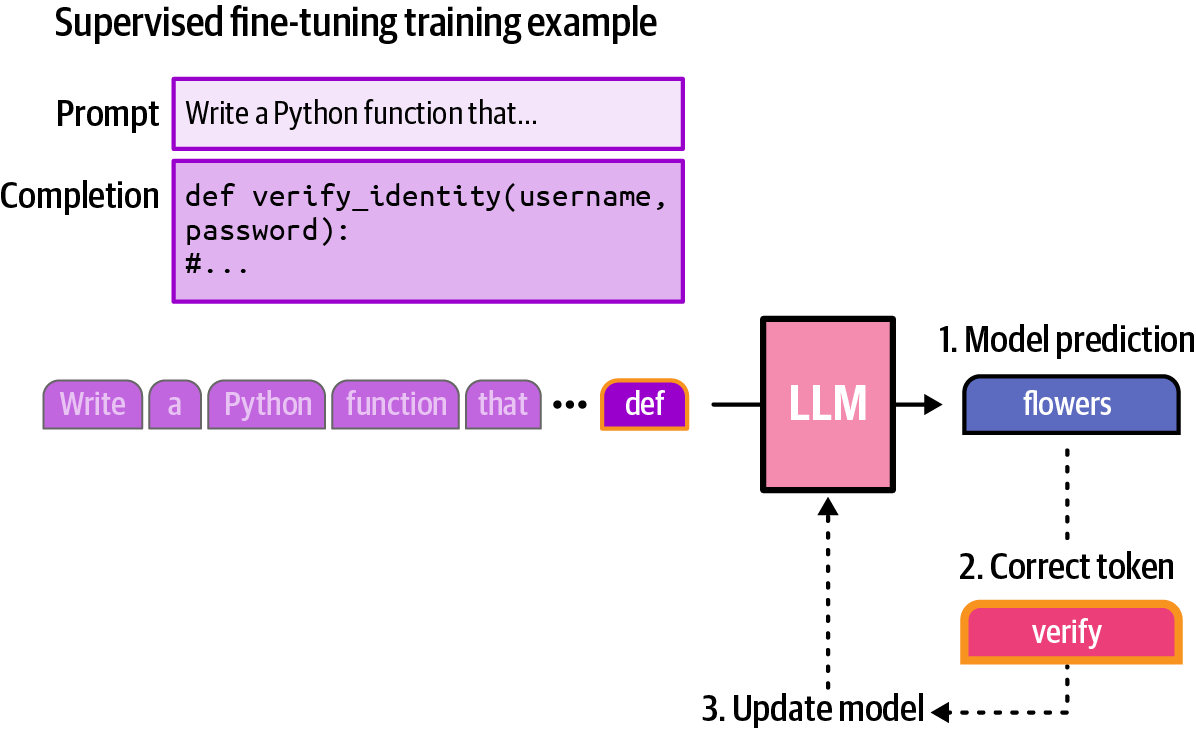 Supervised fine-tuning training example
Prompt
Write a Python function that...
Completion
def verify_identity(username,
password):
#...
Write a Python function that ••• def
LLM
1. Model prediction
flowers
2. Correct token
verify
3. Update model